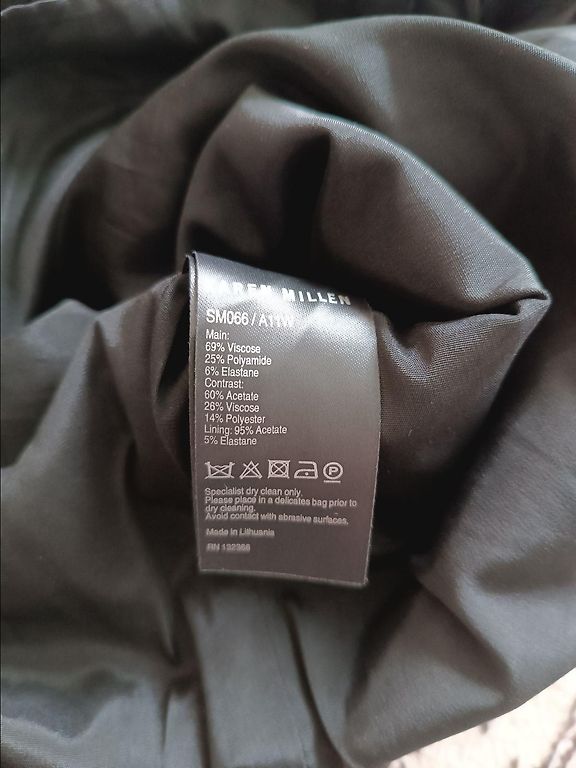 KAREN MILLEN
SM066 / A11W
Main:
69% Viscose
25% Polyamide
6% Elastane
Contrast:
60% Acetate
26% Viscose
14% Polyester
Lining: 95% Acetate
5% Elastane
P
Specialist dry clean only.
Please place in a delicates bag prior to
dry cleaning.
Avoid contact with abrasive surfaces.
Made in Lithuania
RN 132368